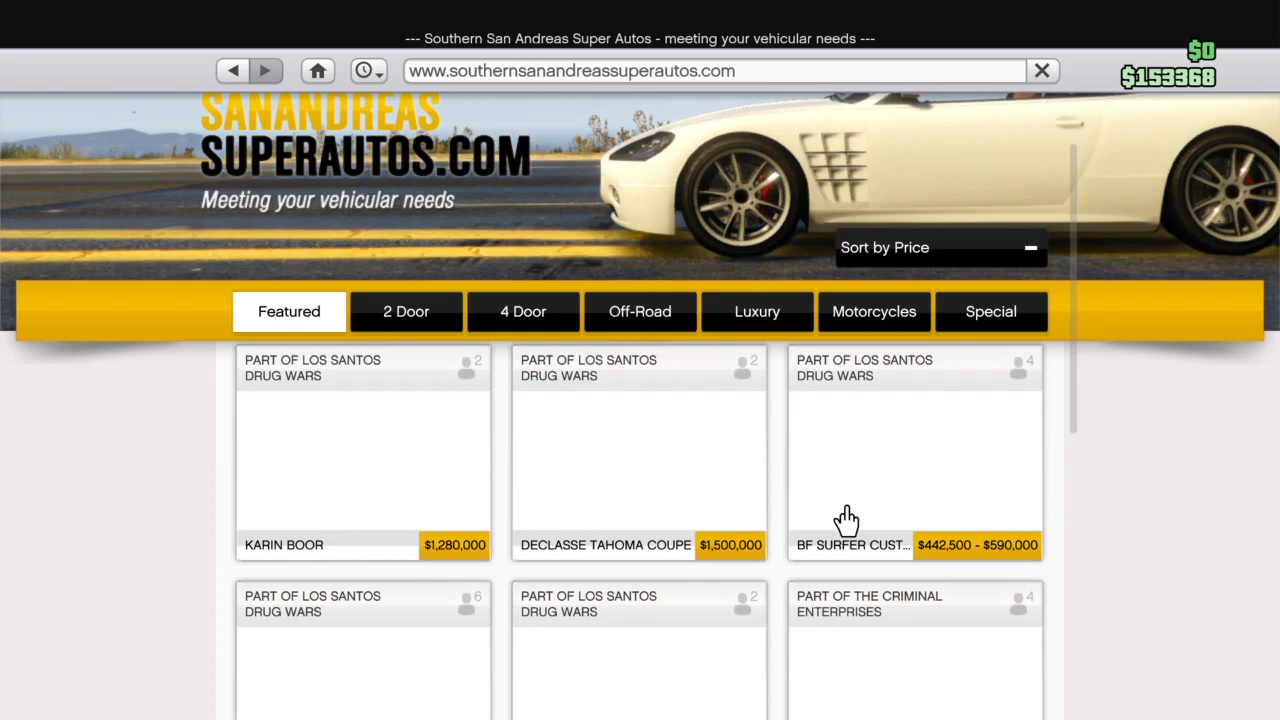 --- Southern San Andreas Super Autos - meeting your vehicular needs ---
$0
www.southernsanandreassuperautos.com
$153368
SANANDREAS
SUPERAUTOS.COM
Meeting your vehicular needs
Sort by Price
Featured
2 Door
4 Door
Off-Road
Luxury
Motorcycles
Special
PART OF LOS SANTOS
DRUG WARS
2
KARIN BOOR
$1,280,000
PART OF LOS SANTOS
DRUG WARS
2
DECLASSE TAHOMA COUPE
$1,500,000
PART OF LOS SANTOS
DRUG WARS
4
BF SURFER CUST...
$442,500 - $590,000
PART OF LOS SANTOS
DRUG WARS
6
PART OF LOS SANTOS
DRUG WARS
2
PART OF THE CRIMINAL
ENTERPRISES
4